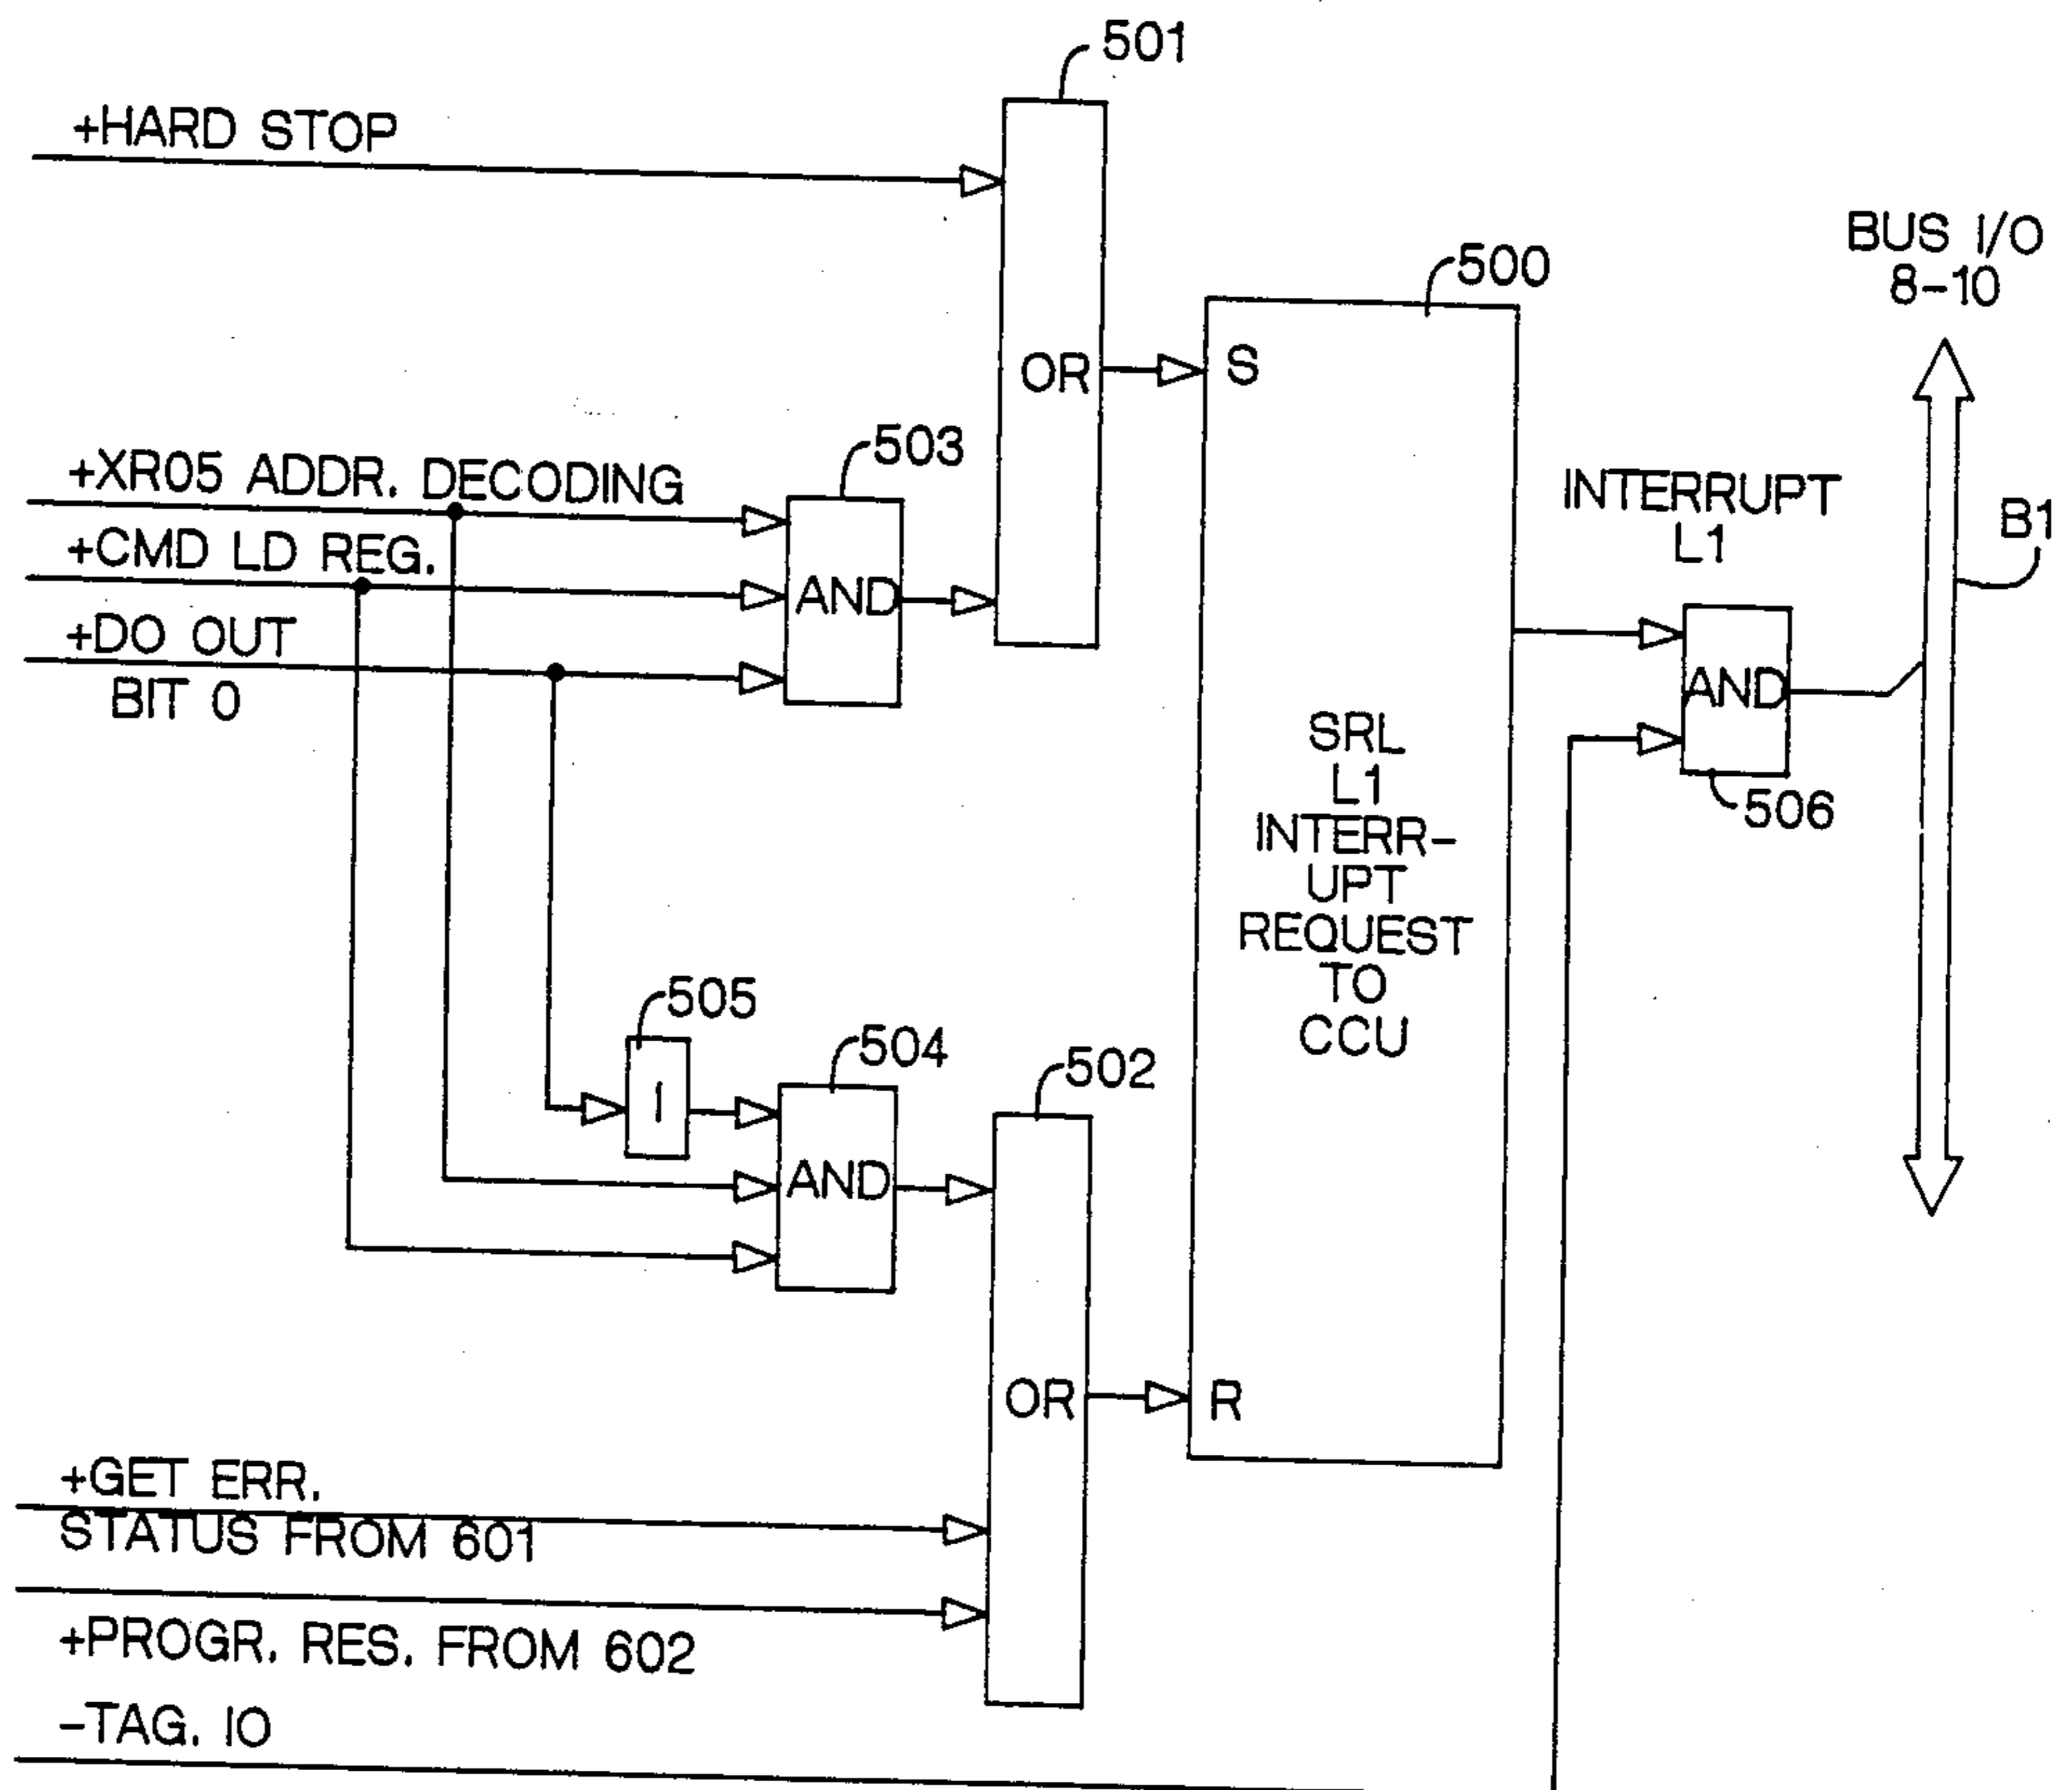 501
+HARD STOP
BUS I/O
8-10
500
OR
S
503
+XR05 ADDR. DECODING
INTERRUPT
L1
B1
+CMD LD REG.
AND
+DO OUT
BIT 0
AND
506
SRL
L1
INTERR-
UPT
REQUEST
TO
CCU
505
504
502
I
AND
OR
R
+GET ERR.
STATUS FROM 601
+PROGR. RES. FROM 602
-TAG. IO